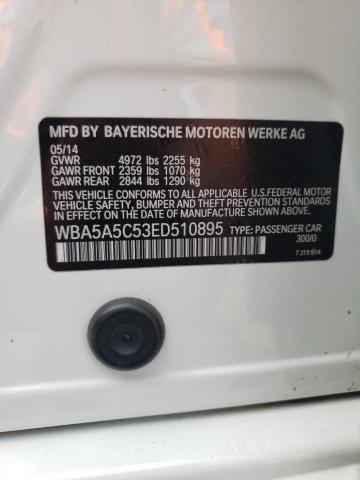 MFD BY BAYERISCHE MOTOREN WERKE AG
05/14
GVWR 4972 lbs 2255 kg
GAWR FRONT 2359 lbs 1070 kg
GAWR REAR 2844 lbs 1290 kg
THIS VEHICLE CONFORMS TO ALL APPLICABLE U.S. FEDERAL MOTOR
VEHICLE SAFETY, BUMPER, AND THEFT PREVENTION STANDARDS
IN EFFECT ON THE DATE OF MANUFACTURE SHOWN ABOVE.
WBA5A5C53ED510895 TYPE: PASSENGER CAR
300/0
7 319 814